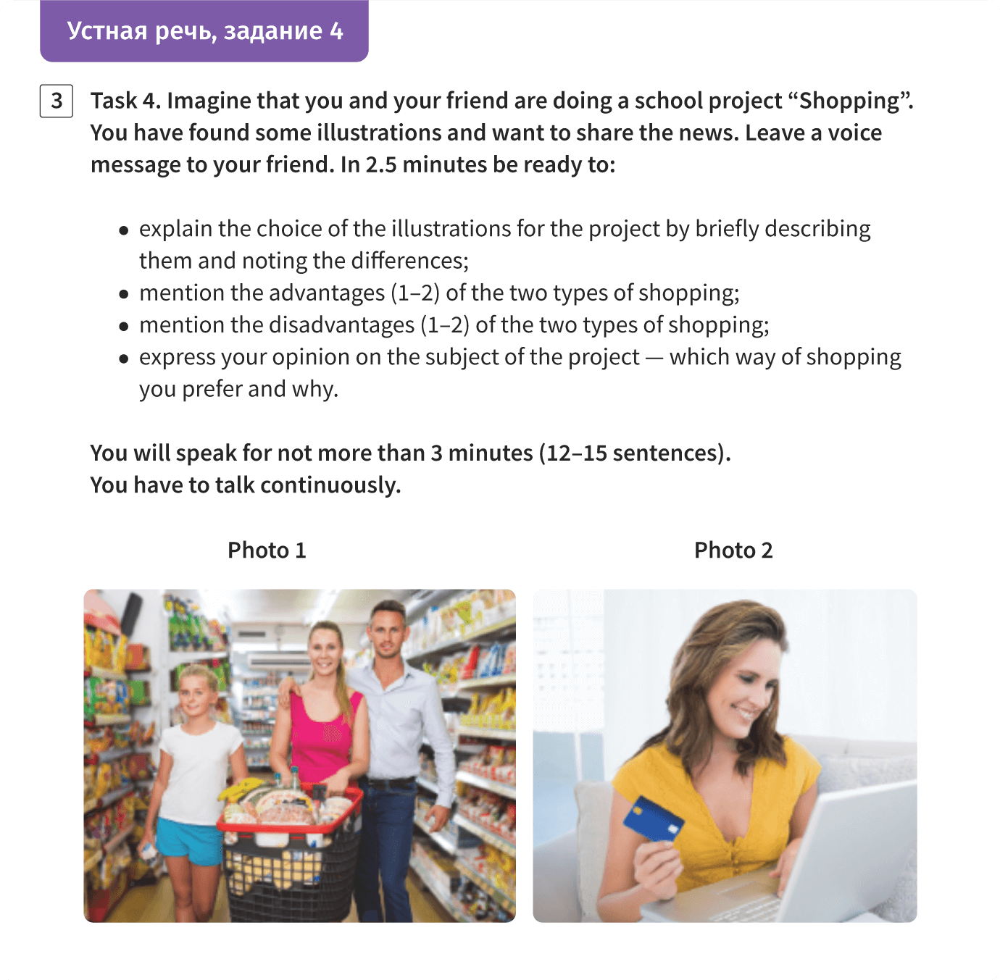 Устная речь, задание 4
3 Task 4. Imagine that you and your friend are doing a school project “Shopping”.
You have found some illustrations and want to share the news. Leave a voice
message to your friend. In 2.5 minutes be ready to:
• explain the choice of the illustrations for the project by briefly describing
them and noting the differences;
• mention the advantages (1–2) of the two types of shopping;
• mention the disadvantages (1–2) of the two types of shopping;
• express your opinion on the subject of the project — which way of shopping
you prefer and why.
You will speak for not more than 3 minutes (12–15 sentences).
You have to talk continuously.
Photo 1
Photo 2